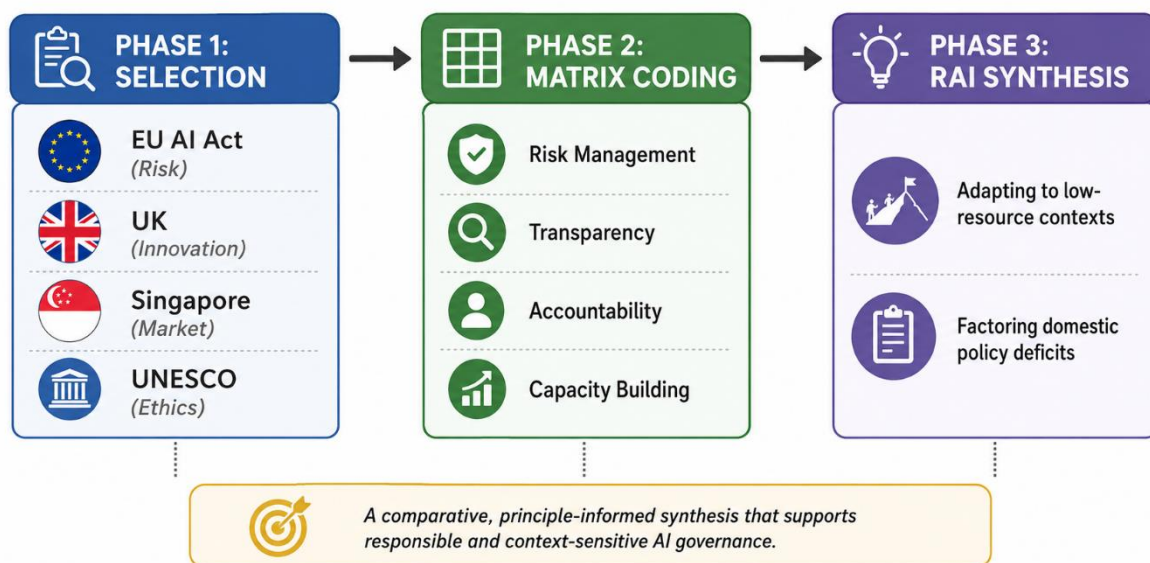 PHASE 1:
SELECTION
EU AI Act
(Risk)
UK
(Innovation)
Singapore
(Market)
UNESCO
(Ethics)
PHASE 2:
MATRIX CODING
Risk Management
Transparency
Accountability
Capacity Building
PHASE 3:
RAI SYNTHESIS
Adapting to low-
resource contexts
Factoring domestic
policy deficits
A comparative, principle-informed synthesis that supports
responsible and context-sensitive AI governance.